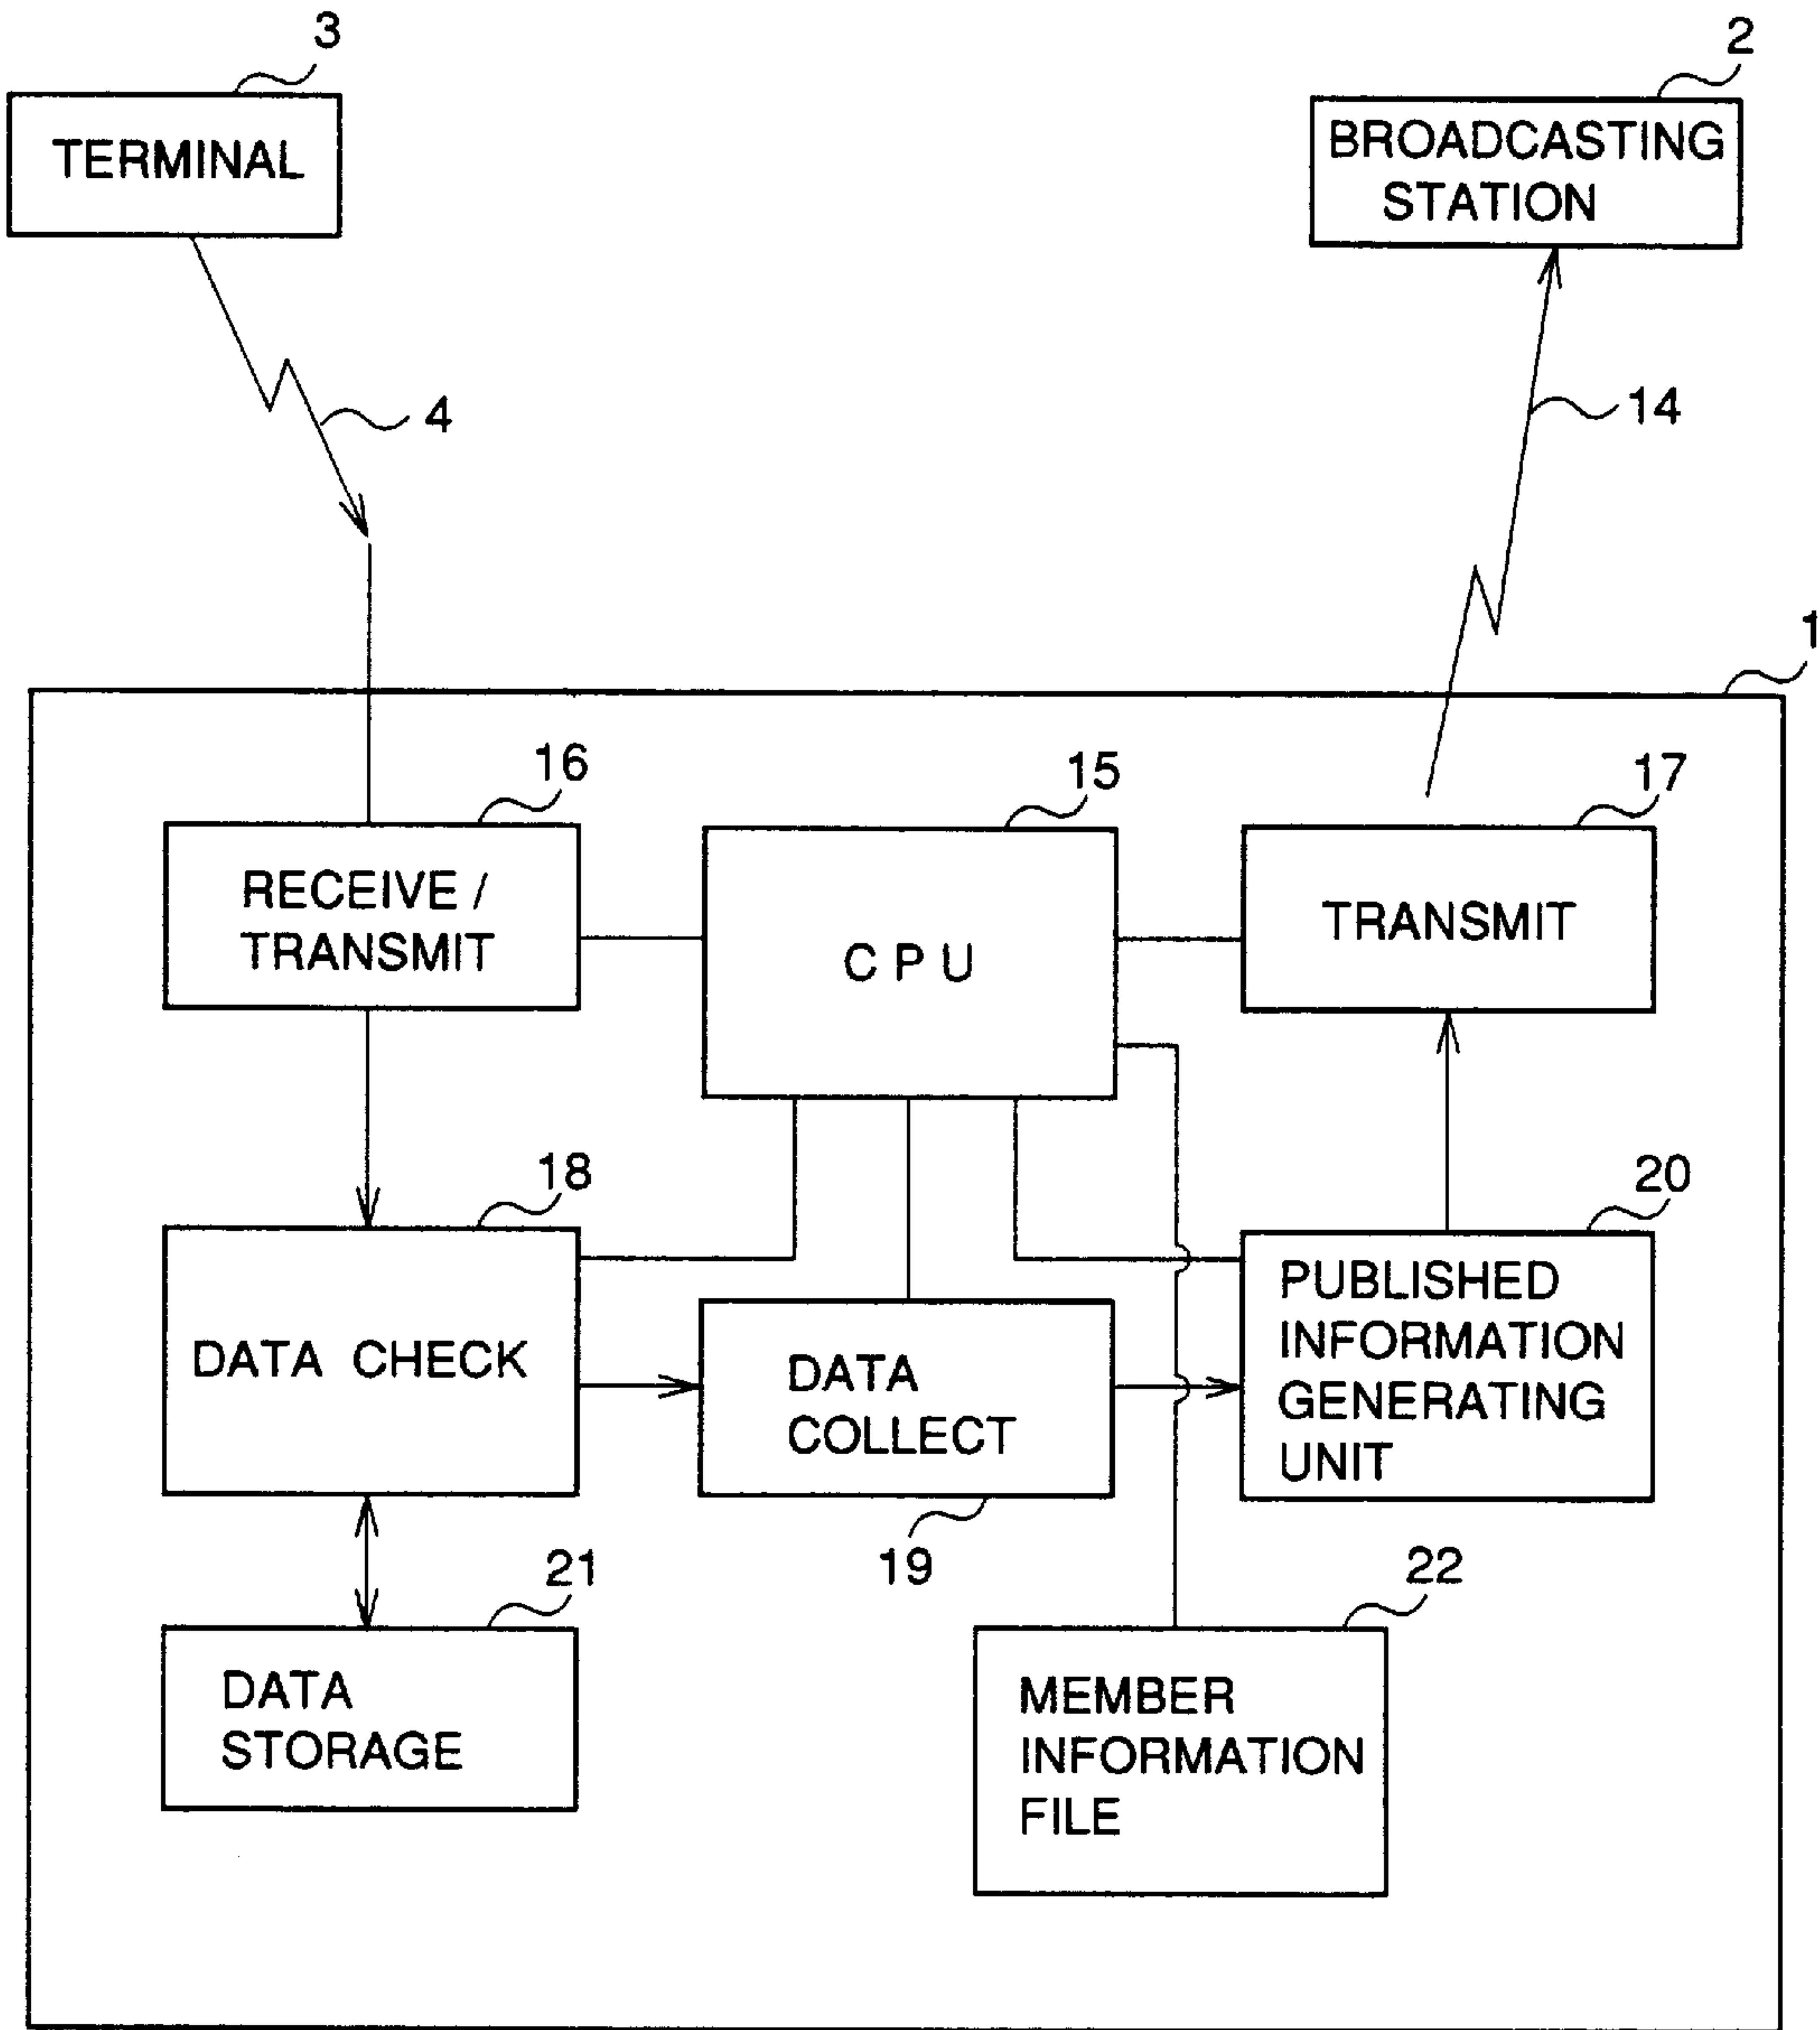 3
TERMINAL
2
BROADCASTING
STATION
4
14
1
16
RECEIVE /
TRANSMIT
15
C P U
17
TRANSMIT
18
DATA CHECK
19
DATA
COLLECT
20
PUBLISHED
INFORMATION
GENERATING
UNIT
21
DATA
STORAGE
22
MEMBER
INFORMATION
FILE